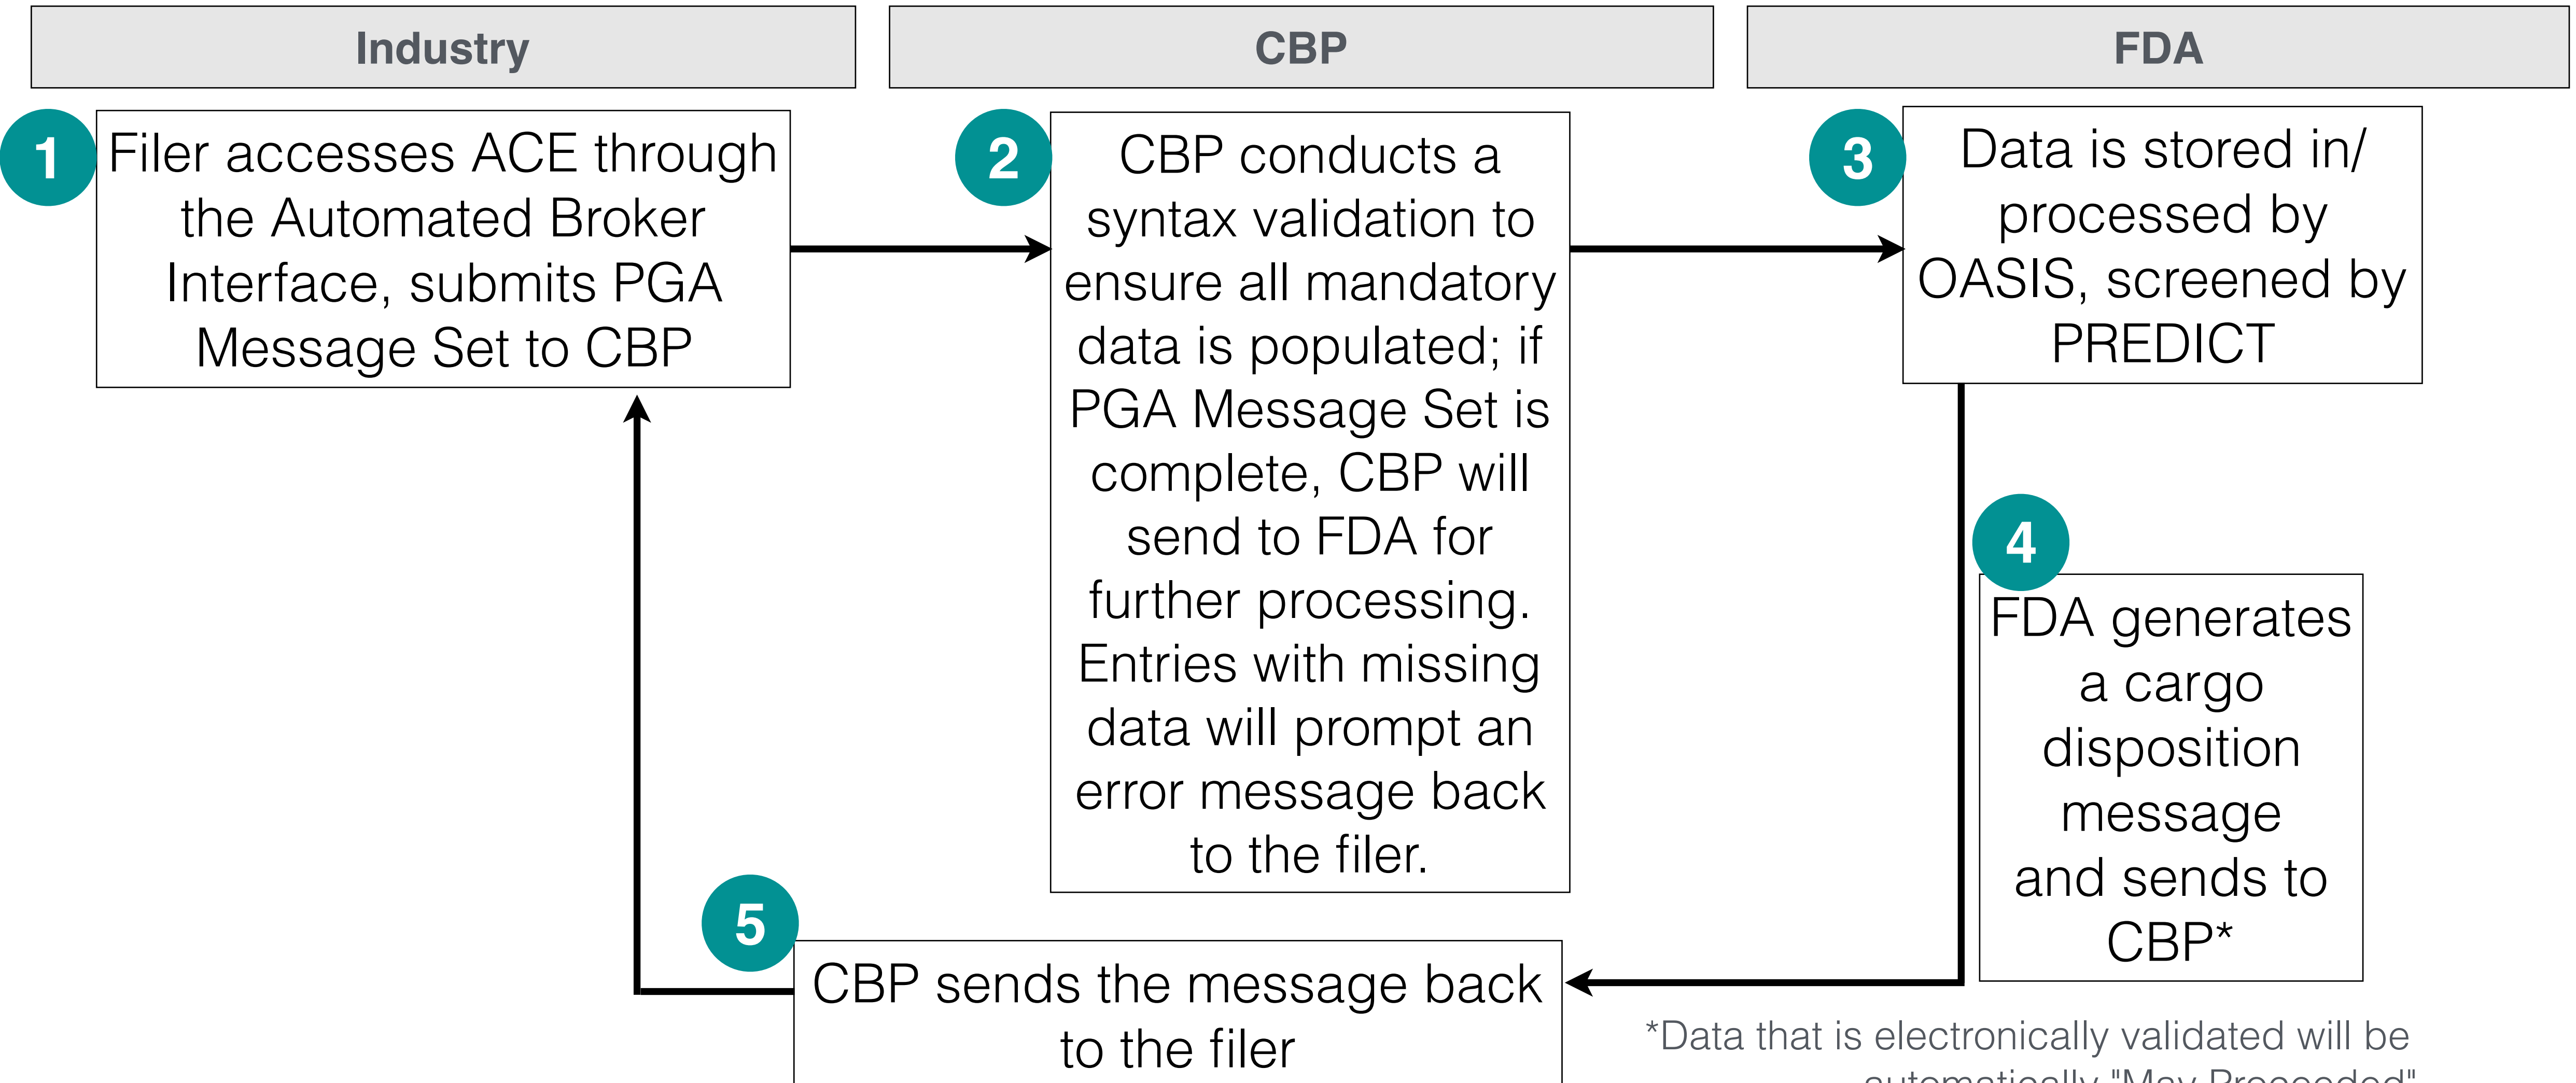 Industry
CBP
FDA
1
Filer accesses ACE through
the Automated Broker
Interface, submits PGA
Message Set to CBP
2
CBP conducts a
syntax validation to
ensure all mandatory
data is populated; if
PGA Message Set is
complete, CBP will
send to FDA for
further processing.
Entries with missing
data will prompt an
error message back
to the filer.
3
Data is stored in/
processed by
OASIS, screened by
PREDICT
4
FDA generates
a cargo
disposition
message
and sends to
CBP*
5
CBP sends the message back
to the filer
*Data that is electronically validated will be
automatically "May Proceeded"